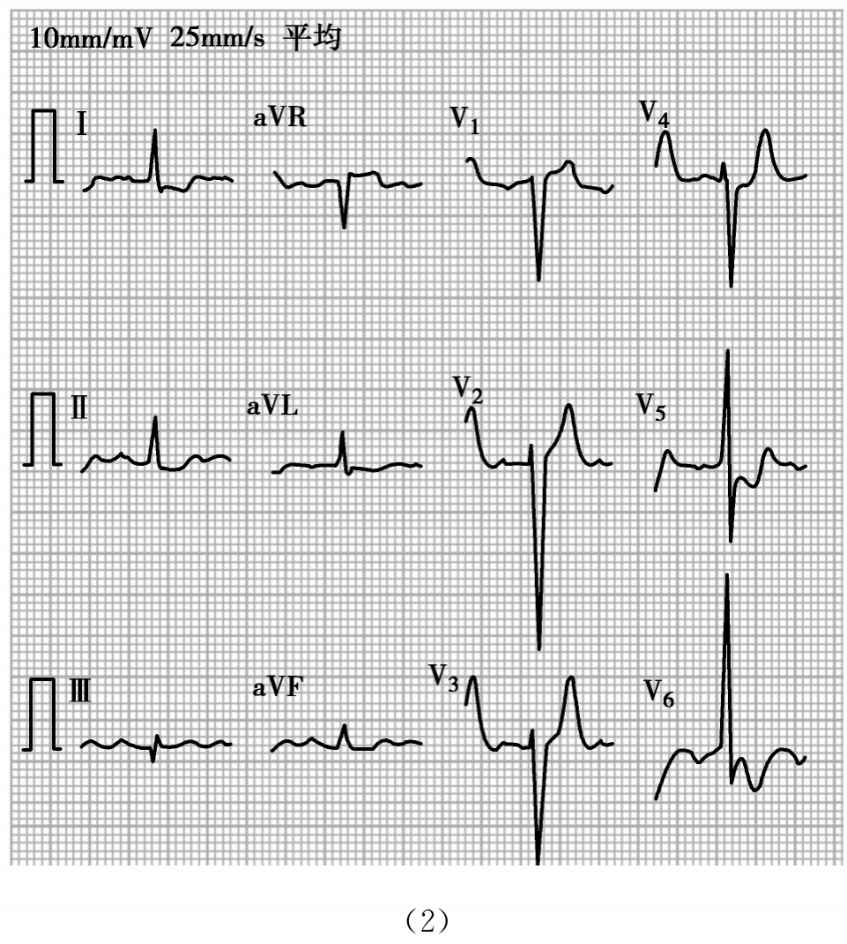 10mm/mV 25mm/s 平均
Ⅰ aVR V₁ V₄
Ⅱ aVL V₂ V₅
Ⅲ aVF V₃ V₆
(2)